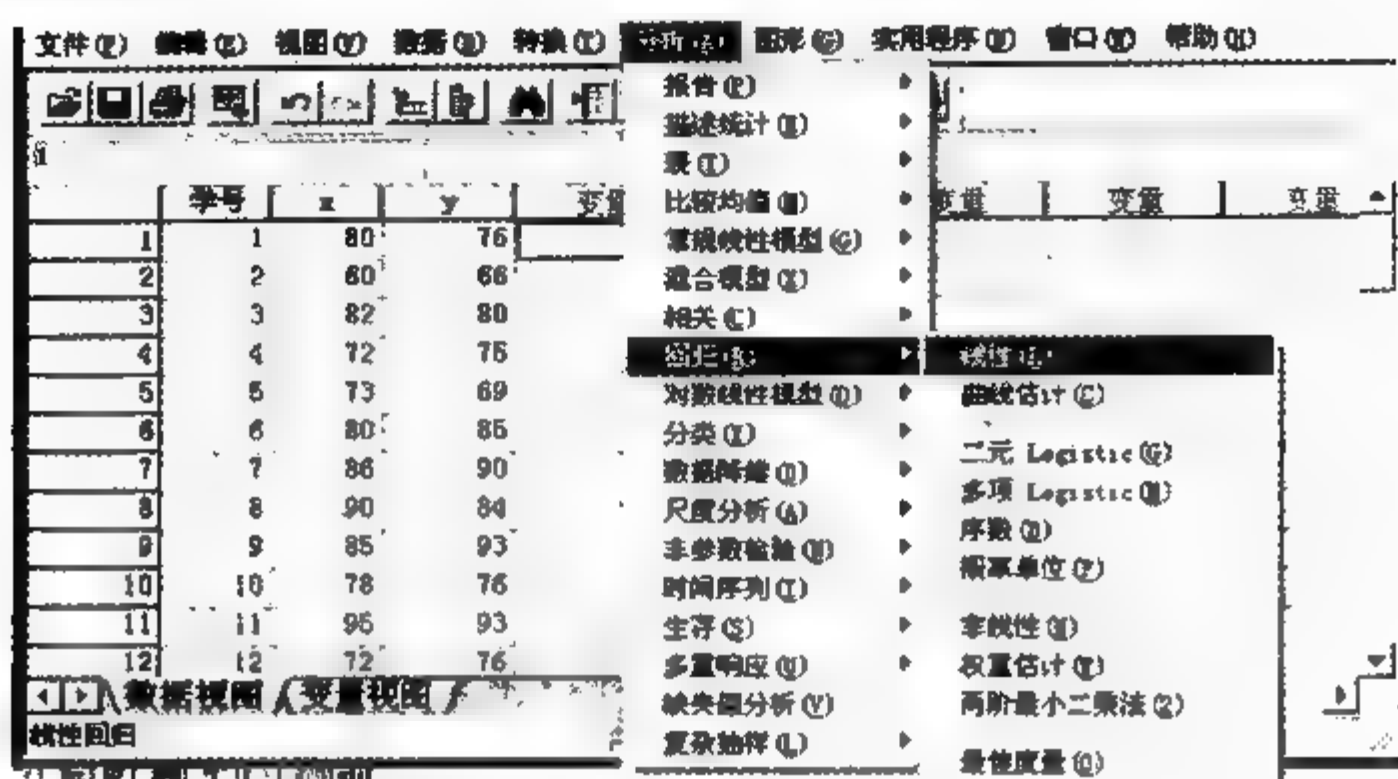 文件(F) 编辑(E) 视图(V) 数据(D) 转换(T) 分析(A) 图形(G) 实用程序(U) 窗口(W) 帮助(H)
报告(P)
描述统计(E)
表(T)
比较均值(M)
常规线性模型(G)
混合模型(X)
相关(C)
回归(R)
对数线性模型(O)
分类(Y)
数据降维(D)
尺度分析(A)
非参数检验(N)
时间序列(I)
生存(S)
多重响应(U)
缺失值分析(V)
复杂抽样(L)
线性(L)
曲线估计(C)
二元 Logistic(G)
多项 Logistic(M)
序数(D)
概率单位(P)
非线性(N)
权重估计(W)
两阶最小二乘法(2)
最佳度量(O)
1
学号 x y 变量 变量 变量
1 1 80 76
2 2 60 66
3 3 82 80
4 4 72 75
5 5 73 69
6 6 80 85
7 7 86 90
8 8 90 84
9 9 85 93
10 10 78 76
11 11 95 93
12 12 72 76
数据视图 变量视图
线性回归